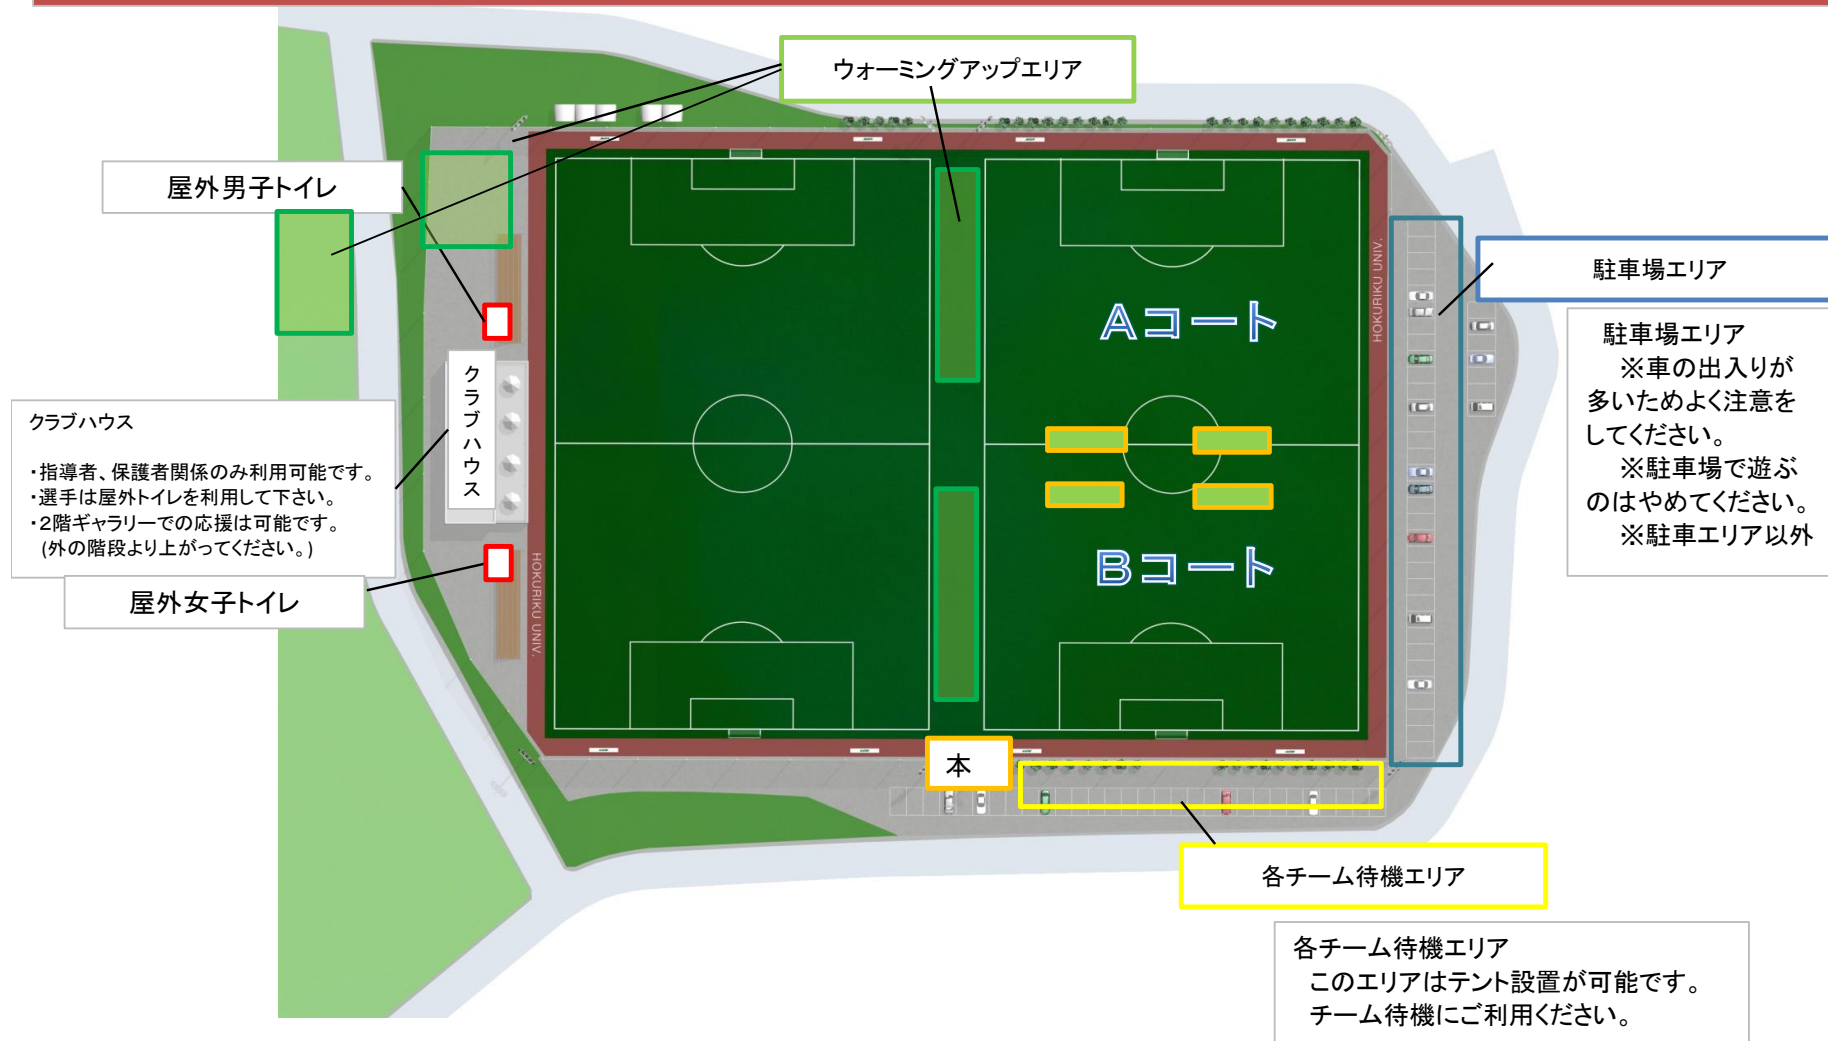 ウォーミングアップエリア
屋外男子トイレ
駐車場エリア
HOKURIKU UNIV.
Aコート
駐車場エリア
※車の出入りが
多いためよく注意を
してください。
※駐車場で遊ぶ
のはやめてください。
※駐車エリア以外
クラブハウス
クラブハウス
・指導者、保護者関係のみ利用可能です。
・選手は屋外トイレを利用して下さい。
・2階ギャラリーでの応援は可能です。
(外の階段より上がってください。)
Bコート
屋外女子トイレ
HOKURIKU UNIV.
本
各チーム待機エリア
各チーム待機エリア
このエリアはテント設置が可能です。
チーム待機にご利用ください。